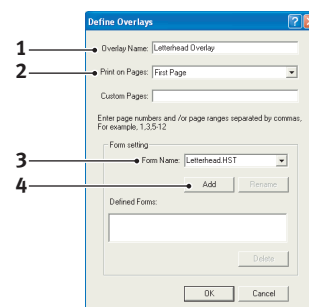 Define Overlays
1 Overlay Name: Letterhead Overlay
2 Print on Pages: First Page
Custom Pages:
Enter page numbers and /or page ranges separated by commas,
For example, 1,3,5-12
Form setting
3 Form Name: Letterhead.HST
4 Add Rename
Defined Forms:
Delete
OK Cancel